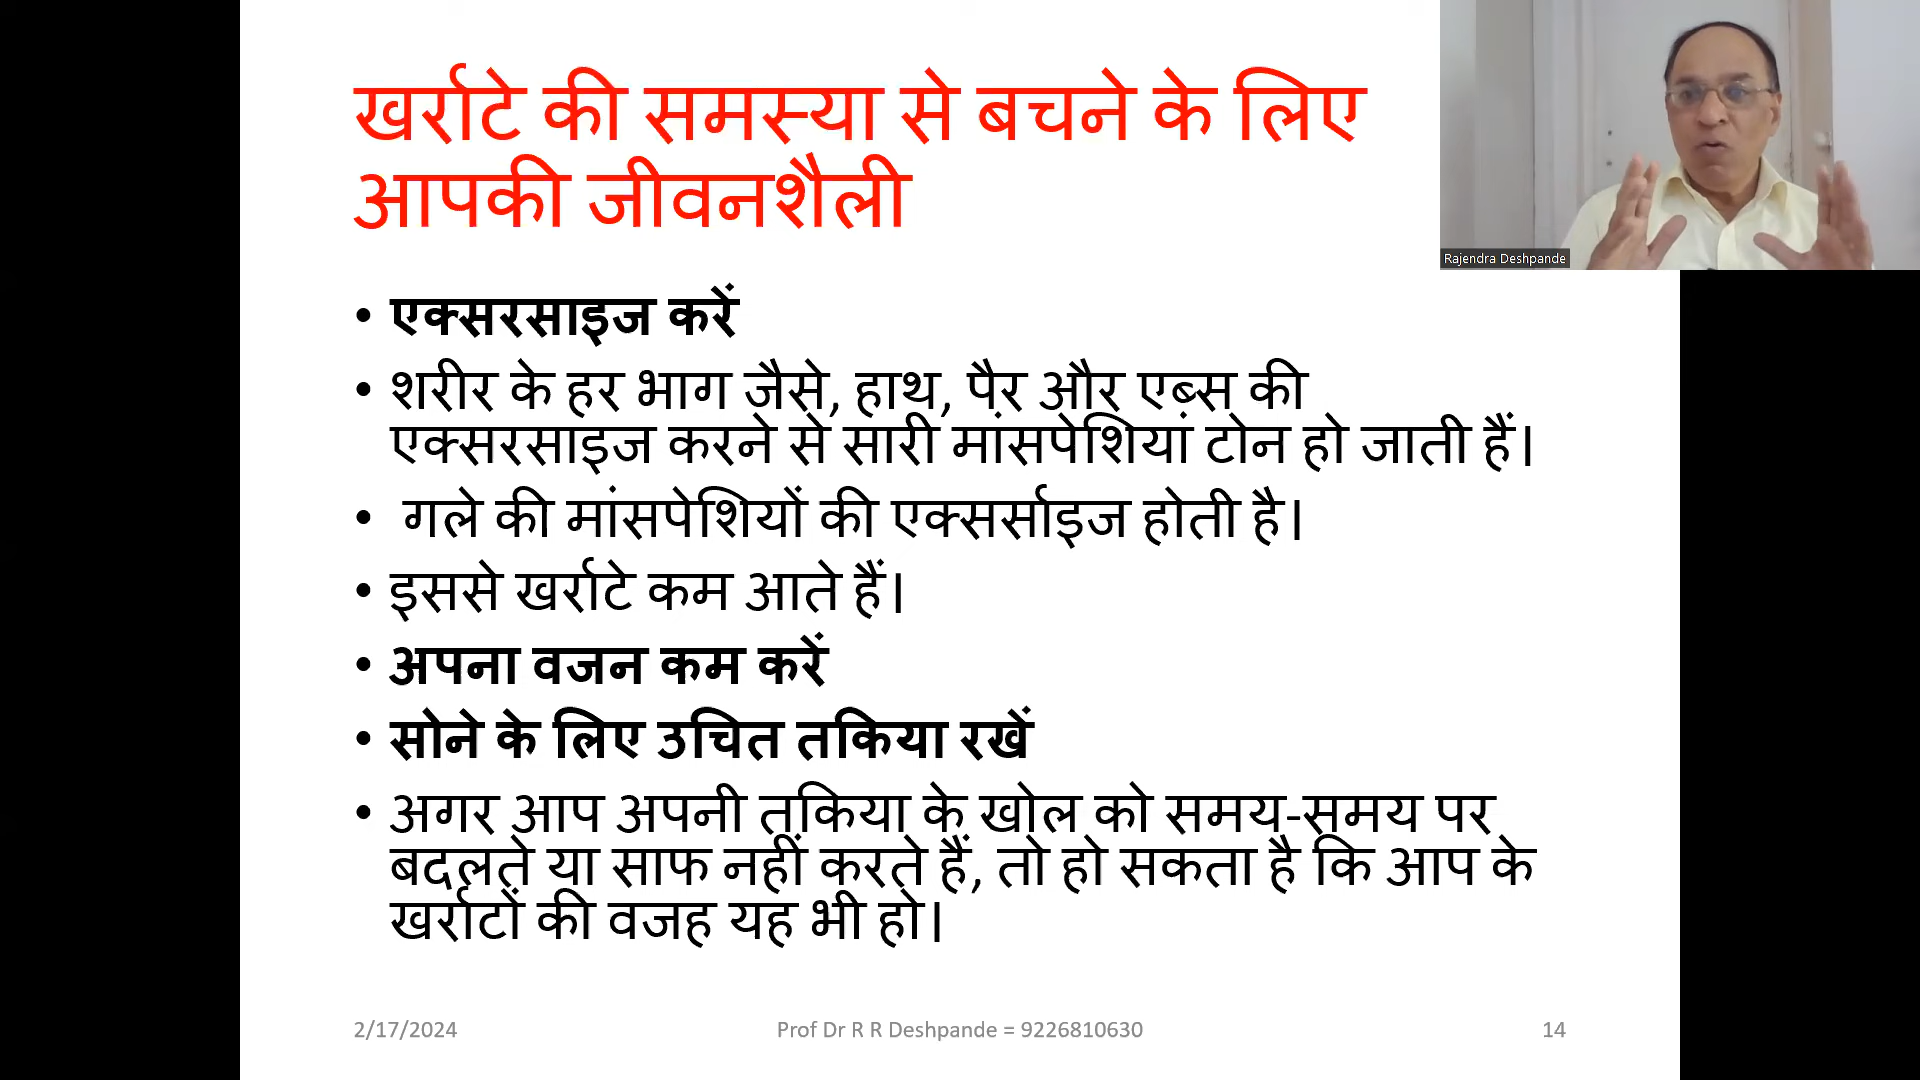 खर्राटे की समस्या से बचने के लिए
आपकी जीवनशैली
Rajendra Deshpande
• एक्सरसाइज करें
• शरीर के हर भाग जैसे, हाथ, पैर और एब्स की
एक्सरसाइज करने से सारी मांसपेशियां टोन हो जाती हैं।
• गले की मांसपेशियों की एक्सर्साइज होती है।
• इससे खर्राटे कम आते हैं।
• अपना वजन कम करें
• सोने के लिए उचित तकिया रखें
• अगर आप अपनी तकिया के खोल को समय-समय पर
बदलते या साफ नहीं करते हैं, तो हो सकता है कि आप के
खर्राटों की वजह यह भी हो।
2/17/2024
Prof Dr R R Deshpande = 9226810630
14